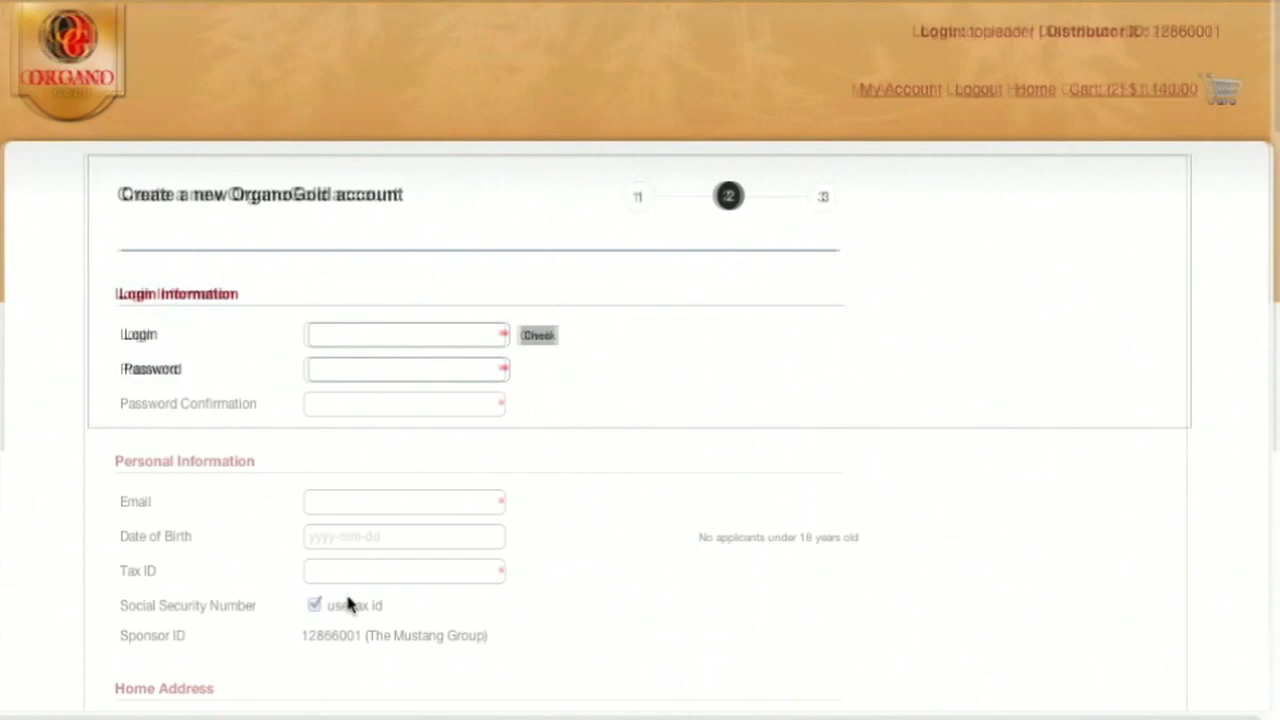 ORGANO
GOLD
Login: topleader | Distributor ID: 12866001
My Account | Logout | Home | Cart: (2) $1,140.00
Create a new OrganoGold account
1 2 3
Login Information
Login Check
Password
Password Confirmation
Personal Information
Email
Date of Birth yyyy-mm-dd No applicants under 18 years old
Tax ID
Social Security Number use tax id
Sponsor ID 12866001 (The Mustang Group)
Home Address